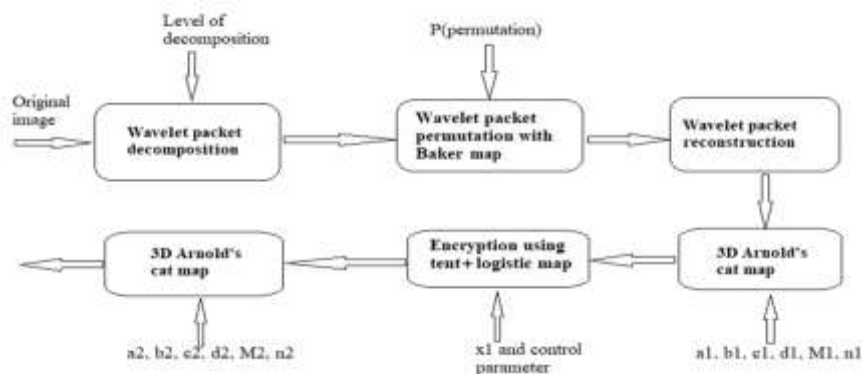 Level of
decomposition
P(permutation)
Original
image
Wavelet packet
decomposition
Wavelet packet
permutation with
Baker map
Wavelet packet
reconstruction
3D Arnold's
cat map
Encryption using
tent+ logistic map
3D Arnold's
cat map
a2, b2, c2, d2, M2, n2
x1 and control
parameter
a1, b1, c1, d1, M1, n1